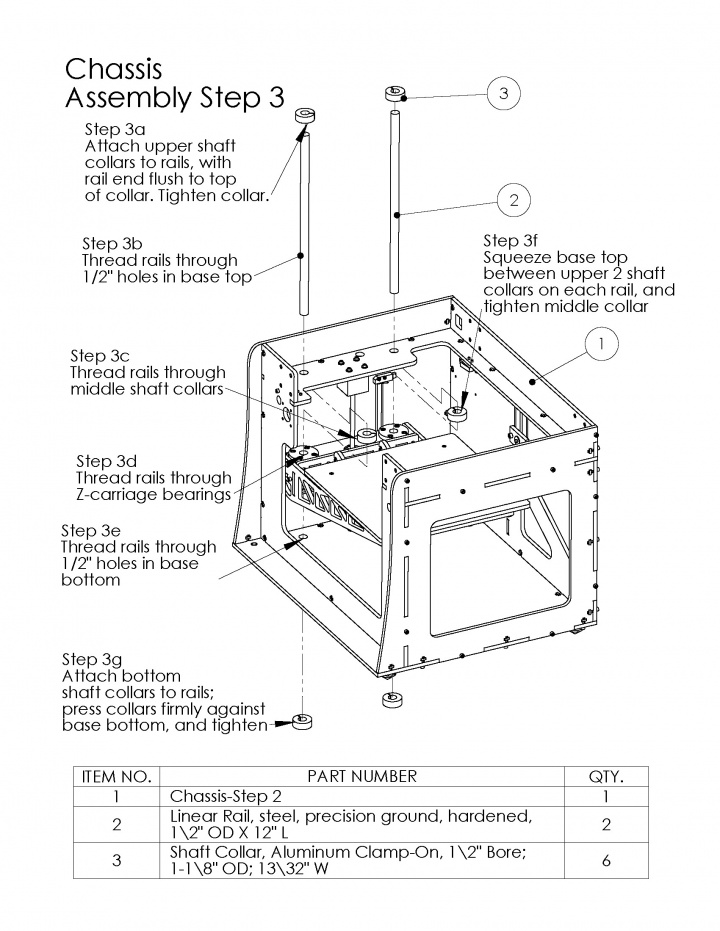 Chassis
Assembly Step 3
3
Step 3a
Attach upper shaft
collars to rails, with
rail end flush to top
of collar. Tighten collar.
2
Step 3b
Thread rails through
1/2" holes in base top
Step 3f
Squeeze base top
between upper 2 shaft
collars on each rail, and
tighten middle collar
1
Step 3c
Thread rails through
middle shaft collars
Step 3d
Thread rails through
Z-carriage bearings
Step 3e
Thread rails through
1/2" holes in base
bottom
Step 3g
Attach bottom
shaft collars to rails;
press collars firmly against
base bottom, and tighten
ITEM NO. PART NUMBER QTY.
1 Chassis-Step 2 1
2 Linear Rail, steel, precision ground, hardened, 2
1\2" OD X 12" L
3 Shaft Collar, Aluminum Clamp-On, 1\2" Bore; 6
1-1\8" OD; 13\32" W